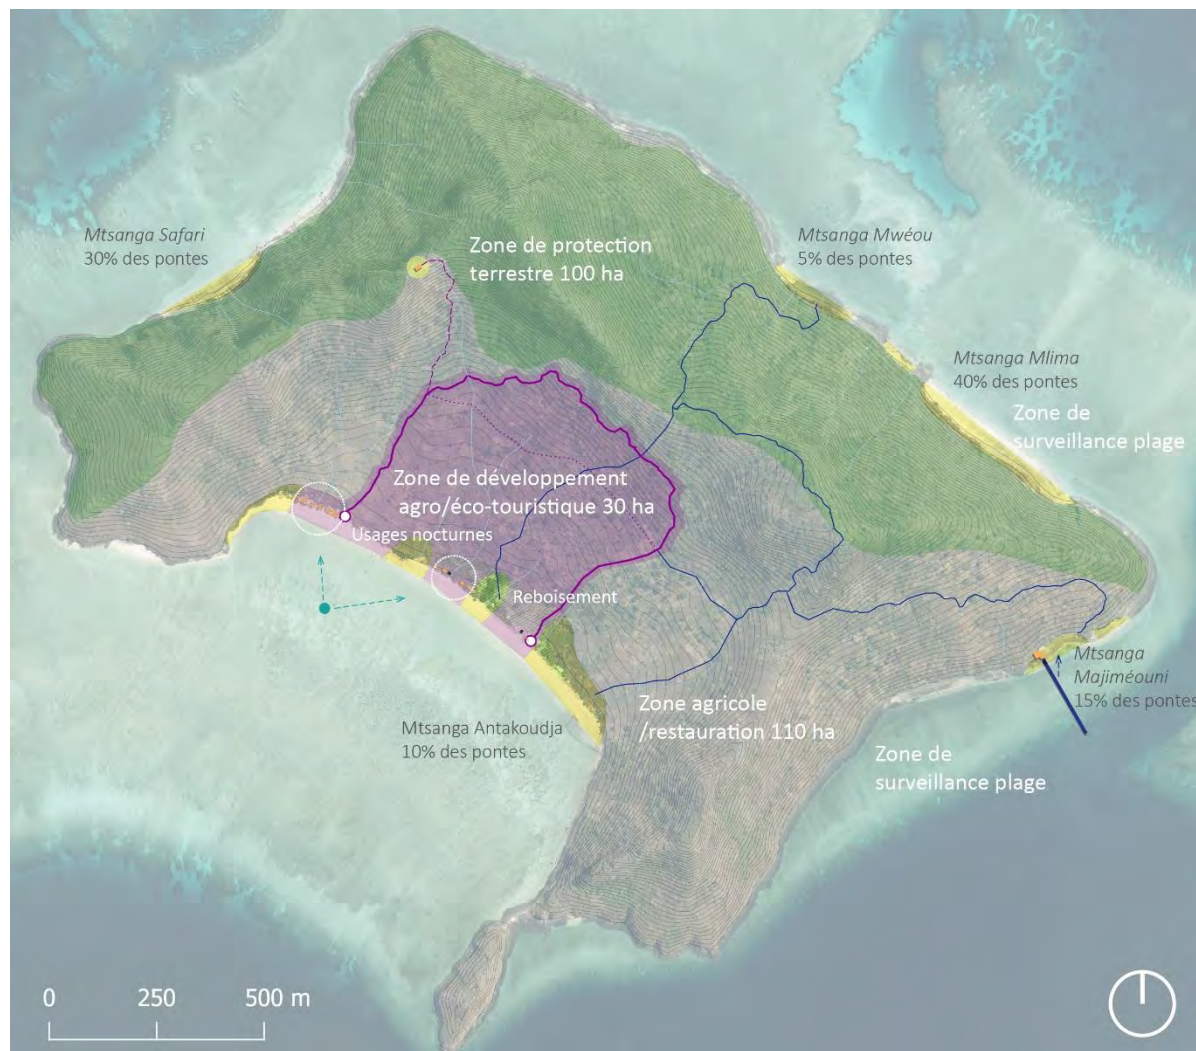 Mtsanga Safari
30% des pontes
Zone de protection
terrestre 100 ha
Mtsanga Mwéou
5% des pontes
Mtsanga Mlima
40% des pontes
Zone de
surveillance plage
Zone de développement
agro/éco-touristique 30 ha
Usages nocturnes
Reboisement
Mtsanga
Majiméouni
15% des pontes
Zone agricole
/restauration 110 ha
Mtsanga Antakoudja
10% des pontes
Zone de
surveillance plage
0 250 500 m